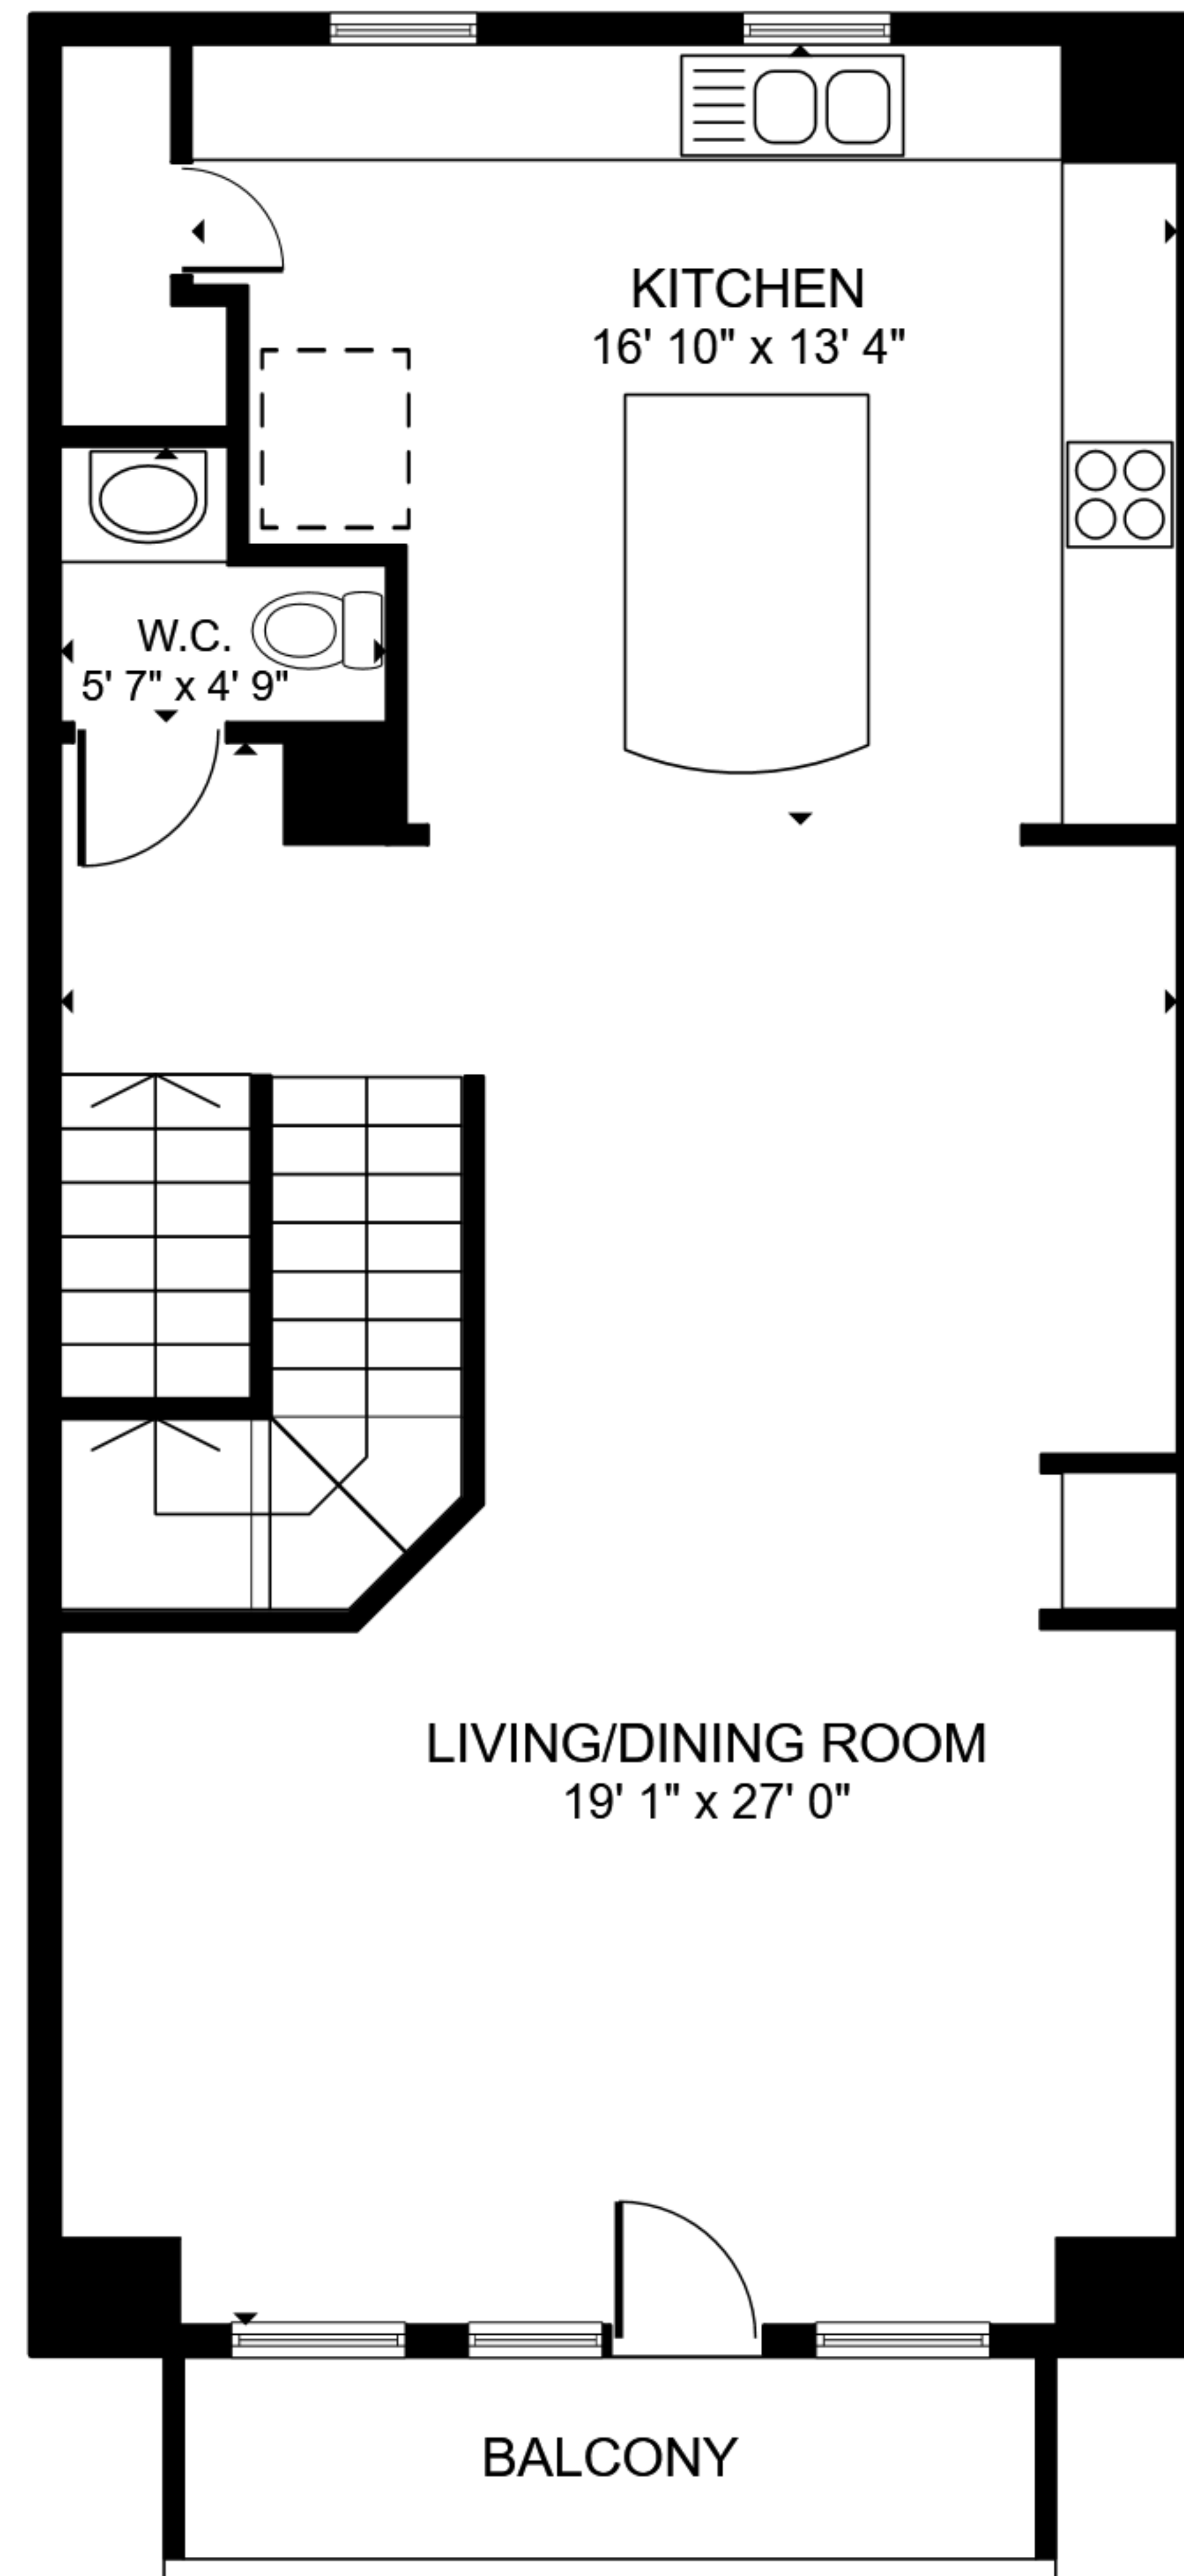 KITCHEN
16' 10" x 13' 4"
W.C.
5' 7" x 4' 9"
LIVING/DINING ROOM
19' 1" x 27' 0"
BALCONY